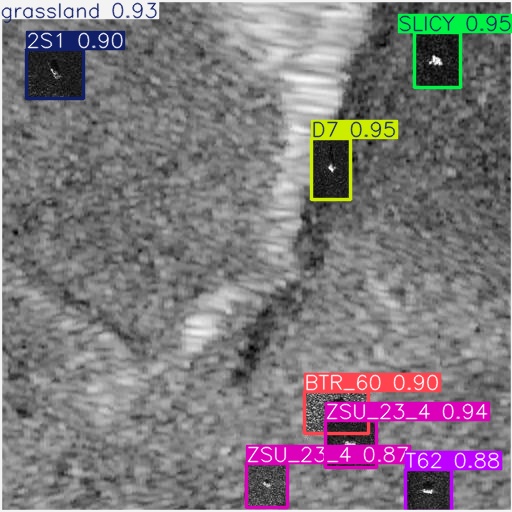 grassland 0.93
SLICY 0.95
2S1 0.90
D7 0.95
BTR_60 0.90
ZSU_23_4 0.94
ZSU_23_4 0.87
T62 0.88